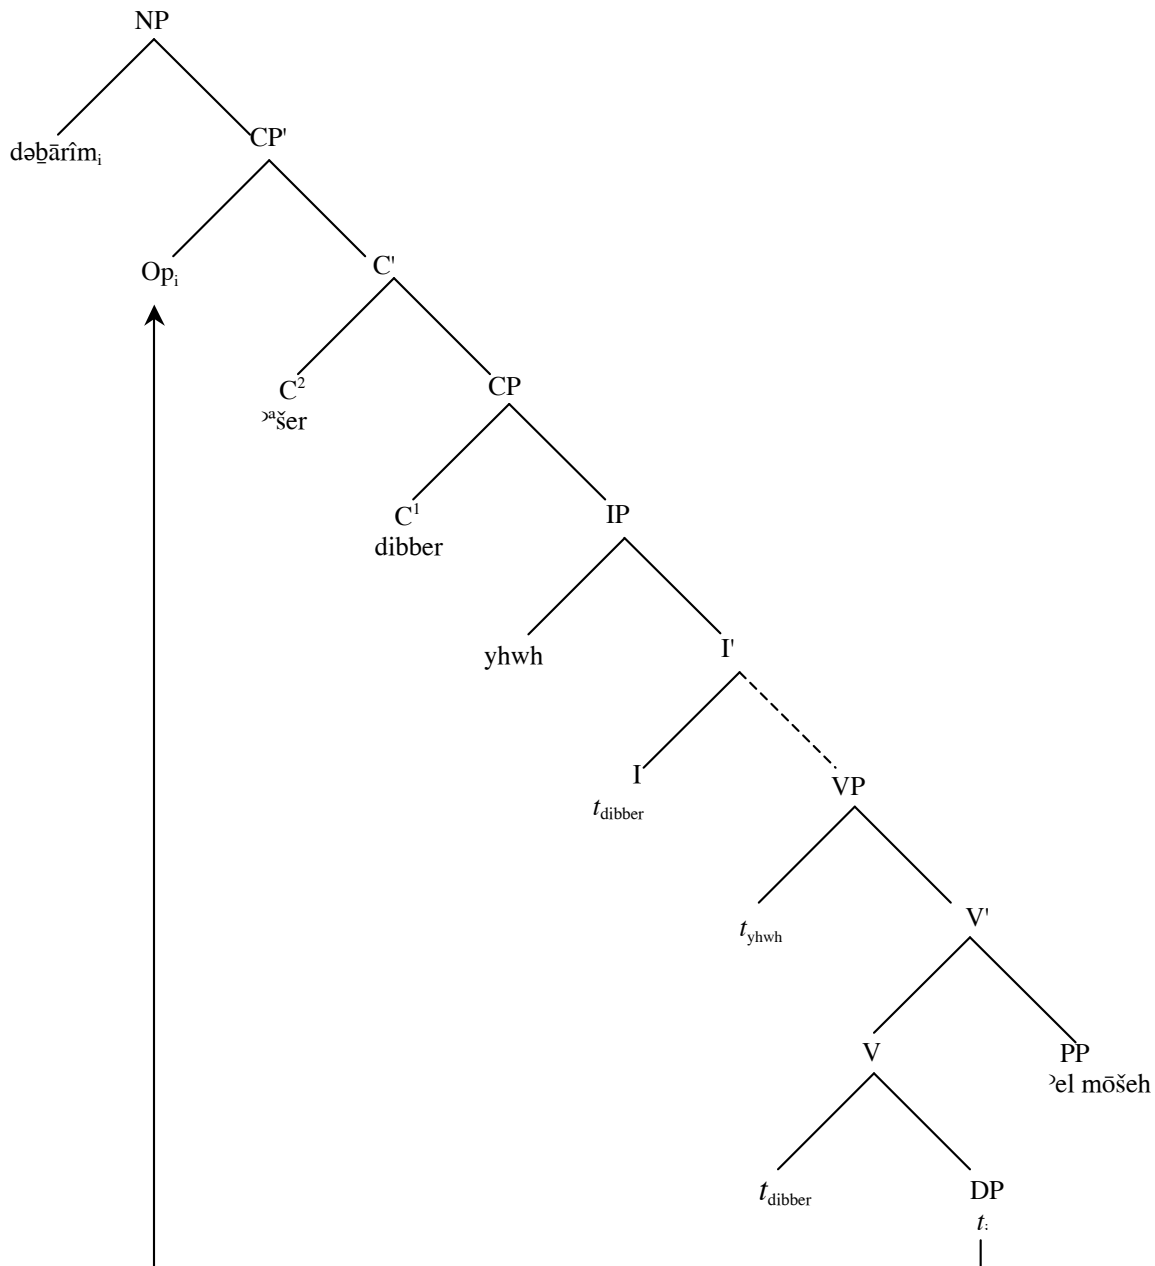 NP
dəḇārîmᵢ
CP'
Opᵢ
C'
C²
ʾᵃšer
CP
C¹
dibber
IP
yhwh
I'
I
t_dibber
VP
t_yhwh
V'
V
PP
ʾel mōšeh
t_dibber
DP
tᵢ